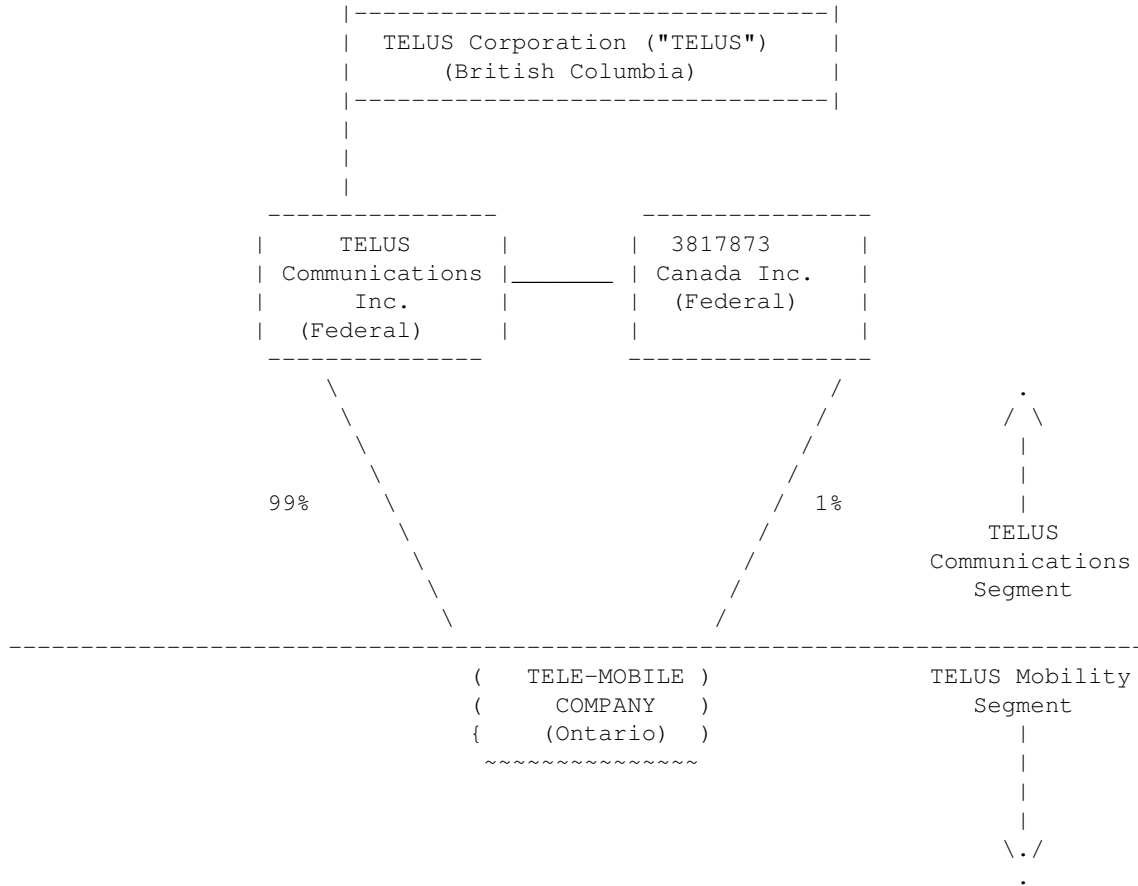 TELUS Corporation ("TELUS")
(British Columbia)
TELUS
Communications
Inc.
(Federal)
3817873
Canada Inc.
(Federal)
99%
1%
TELUS
Communications
Segment
TELE-MOBILE
COMPANY
(Ontario)
TELUS Mobility
Segment